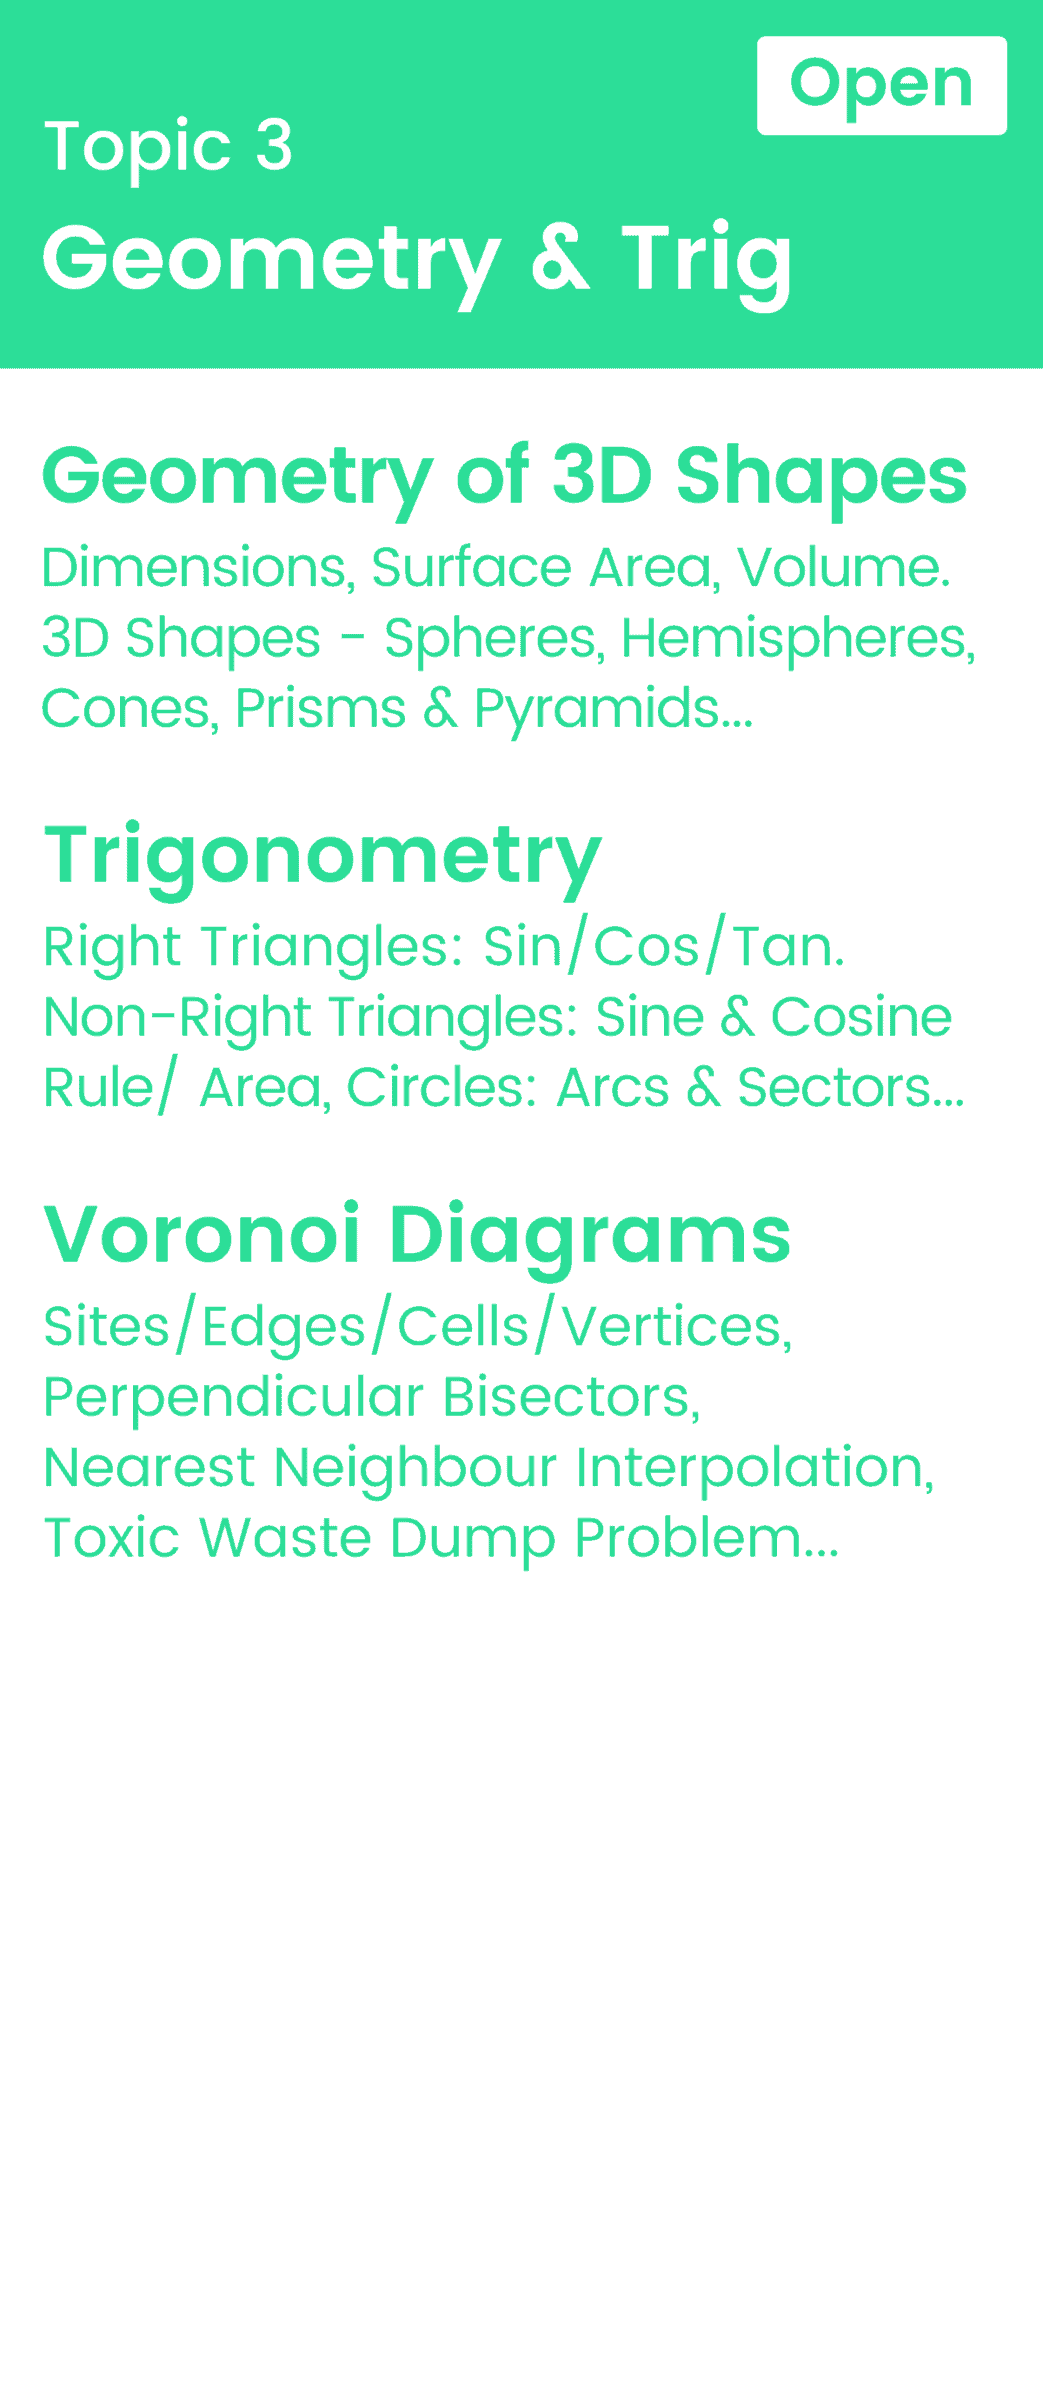 Open
Topic 3
Geometry & Trig
Geometry of 3D Shapes
Dimensions, Surface Area, Volume.
3D Shapes - Spheres, Hemispheres,
Cones, Prisms & Pyramids...
Trigonometry
Right Triangles: Sin/Cos/Tan.
Non-Right Triangles: Sine & Cosine
Rule/ Area, Circles: Arcs & Sectors...
Voronoi Diagrams
Sites/Edges/Cells/Vertices,
Perpendicular Bisectors,
Nearest Neighbour Interpolation,
Toxic Waste Dump Problem...